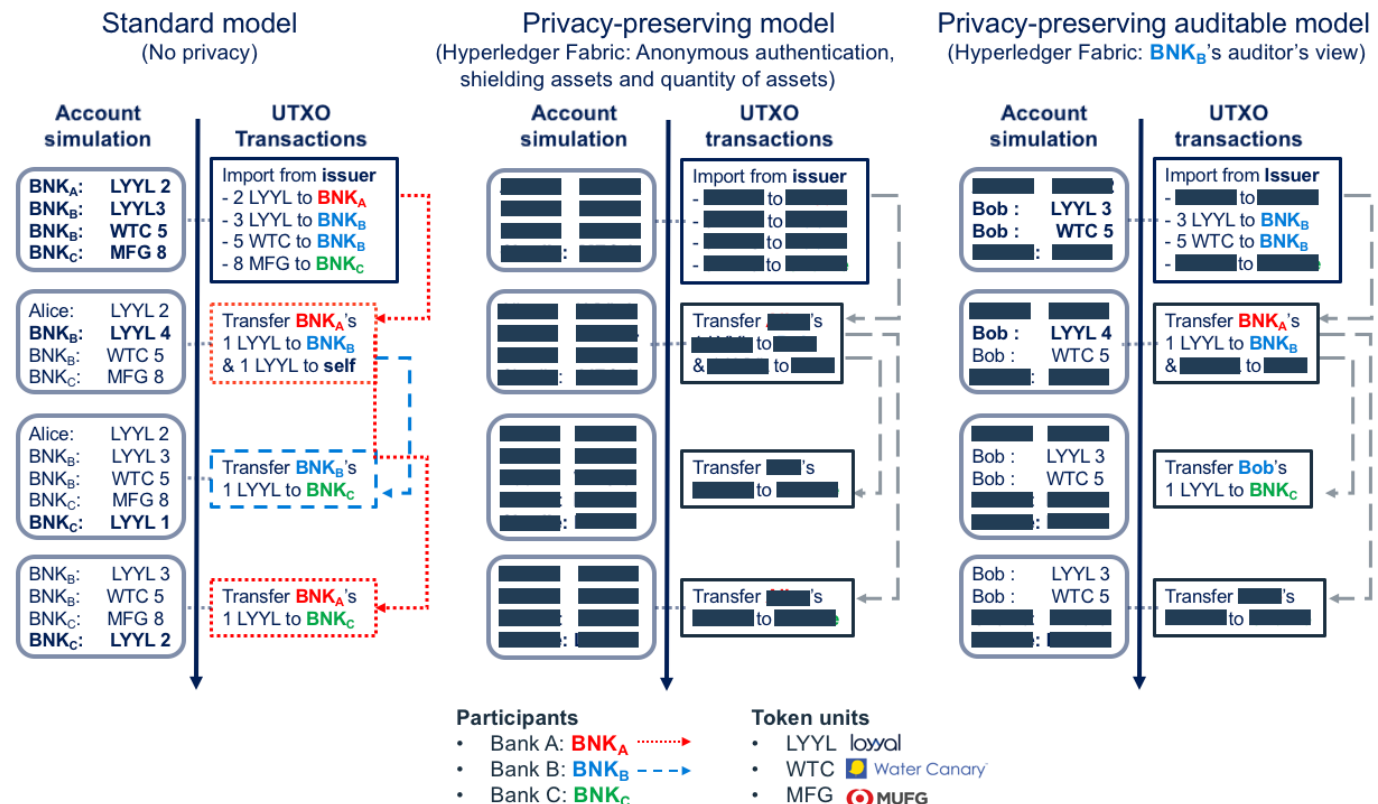 Standard model
(No privacy)
Account simulation
UTXO Transactions
BNKA: LYYL 2
BNKB: LYYL3
BNKB: WTC 5
BNKC: MFG 8
Import from issuer
- 2 LYYL to BNKA
- 3 LYYL to BNKB
- 5 WTC to BNKB
- 8 MFG to BNKC
Alice: LYYL 2
BNKB: LYYL 4
BNKB: WTC 5
BNKC: MFG 8
Transfer BNKA's
1 LYYL to BNKB
& 1 LYYL to self
Alice: LYYL 2
BNKB: LYYL 3
BNKB: WTC 5
BNKC: MFG 8
BNKC: LYYL 1
Transfer BNKB's
1 LYYL to BNKC
BNKB: LYYL 3
BNKB: WTC 5
BNKC: MFG 8
BNKC: LYYL 2
Transfer BNKA's
1 LYYL to BNKC
Privacy-preserving model
(Hyperledger Fabric: Anonymous authentication,
shielding assets and quantity of assets)
Account simulation
UTXO transactions
:
Import from issuer
- to
- to
- to
- to
:
Transfer 's
to
& to
:
Transfer 's
to
:
Transfer 's
to
Privacy-preserving auditable model
(Hyperledger Fabric: BNKB's auditor's view)
Account simulation
UTXO transactions
Bob : LYYL 3
Bob : WTC 5
:
Import from Issuer
- to
- 3 LYYL to BNKB
- 5 WTC to BNKB
- to
Bob : LYYL 4
Bob : WTC 5
:
Transfer BNKA's
1 LYYL to BNKB
& to
Bob : LYYL 3
Bob : WTC 5
:
Transfer Bob's
1 LYYL to BNKC
Bob : LYYL 3
Bob : WTC 5
:
Transfer 's
to
Participants
• Bank A: BNKA
• Bank B: BNKB
• Bank C: BNKC
Token units
• LYYL loyyal
• WTC Water Canary
• MFG MUFG